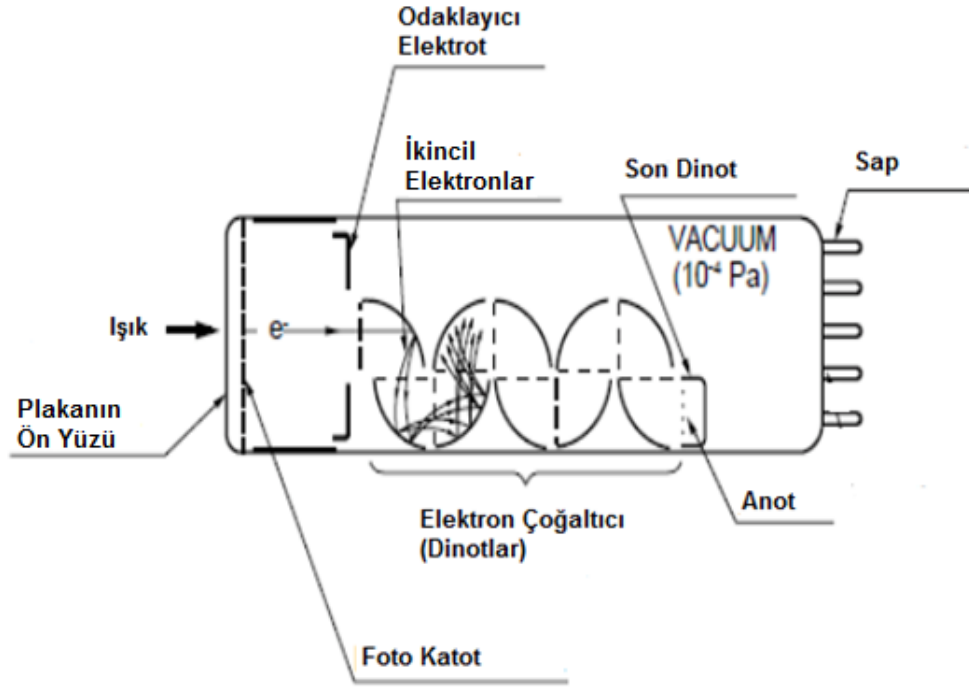 Odaklayıcı
Elektrot
İkincil
Elektronlar
Son Dinot
Sap
VACUUM
(10⁻⁴ Pa)
Işık
e⁻
Plakanın
Ön Yüzü
Anot
Elektron Çoğaltıcı
(Dinotlar)
Foto Katot